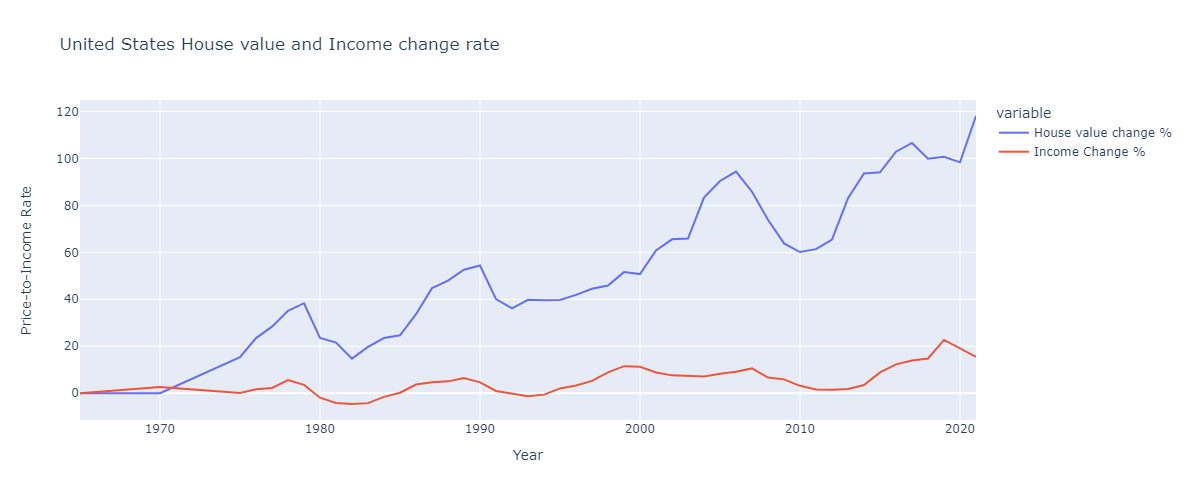 United States House value and Income change rate
variable
House value change %
Income Change %
Price-to-Income Rate
120
100
80
60
40
20
0
1970
1980
1990
2000
2010
2020
Year